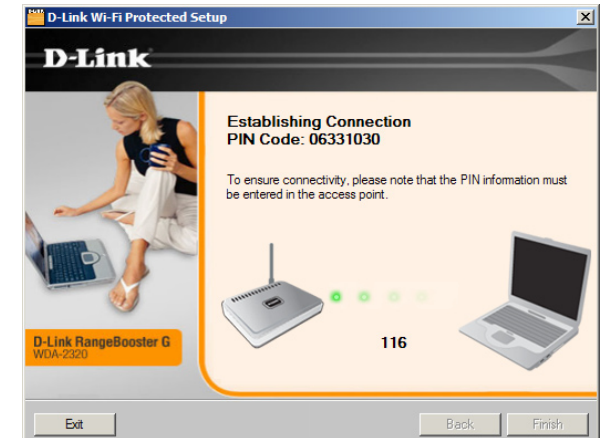 D-Link Wi-Fi Protected Setup
D-Link
Establishing Connection
PIN Code: 06331030
To ensure connectivity, please note that the PIN information must
be entered in the access point.
116
D-Link RangeBooster G
WDA-2320
Exit
Back
Finish